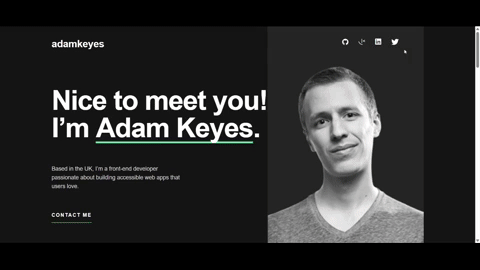 adamkeyes
Nice to meet you!
I’m Adam Keyes.
Based in the UK, I’m a front-end developer
passionate about building accessible web apps that
users love.
CONTACT ME